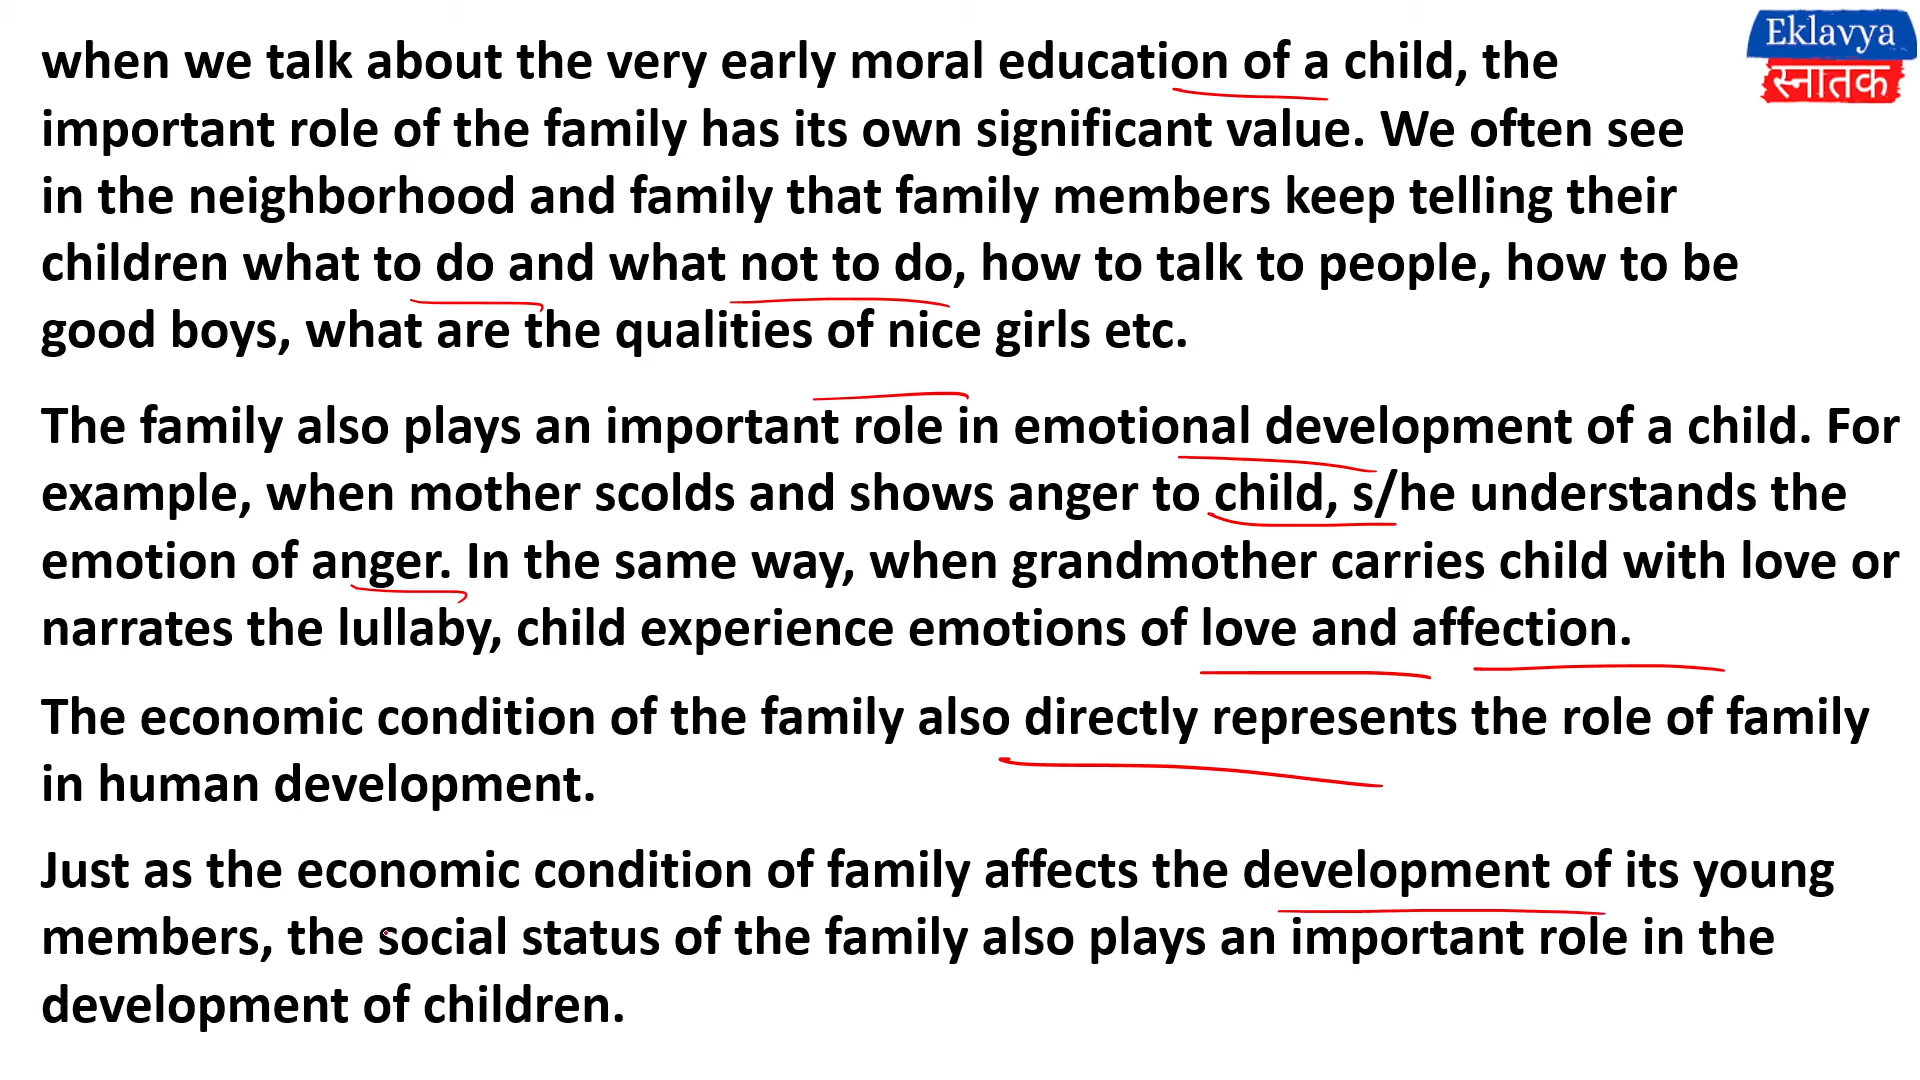 when we talk about the very early moral education of a child, the
important role of the family has its own significant value. We often see
in the neighborhood and family that family members keep telling their
children what to do and what not to do, how to talk to people, how to be
good boys, what are the qualities of nice girls etc.
The family also plays an important role in emotional development of a child. For
example, when mother scolds and shows anger to child, s/he understands the
emotion of anger. In the same way, when grandmother carries child with love or
narrates the lullaby, child experience emotions of love and affection.
The economic condition of the family also directly represents the role of family
in human development.
Just as the economic condition of family affects the development of its young
members, the social status of the family also plays an important role in the
development of children.
Eklavya
स्नातक